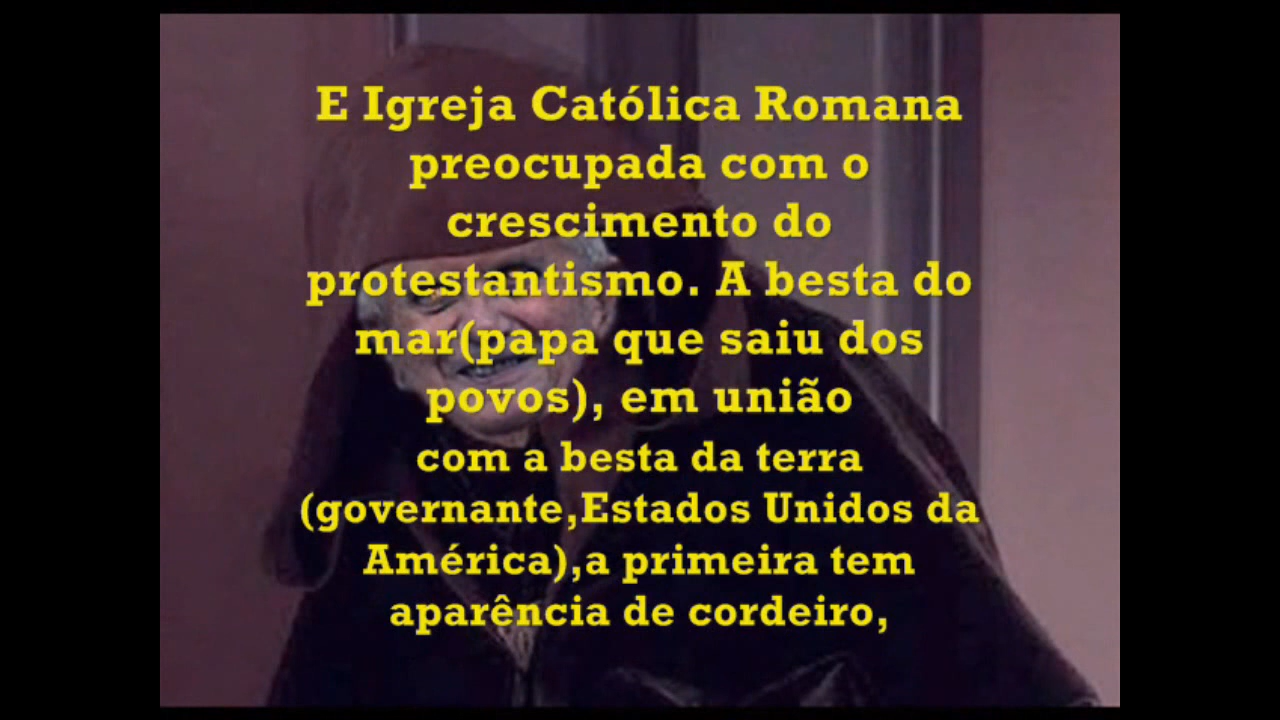 E Igreja Católica Romana
preocupada com o
crescimento do
protestantismo. A besta do
mar(papa que saiu dos
povos), em união
com a besta da terra
(governante,Estados Unidos da
América),a primeira tem
aparência de cordeiro,